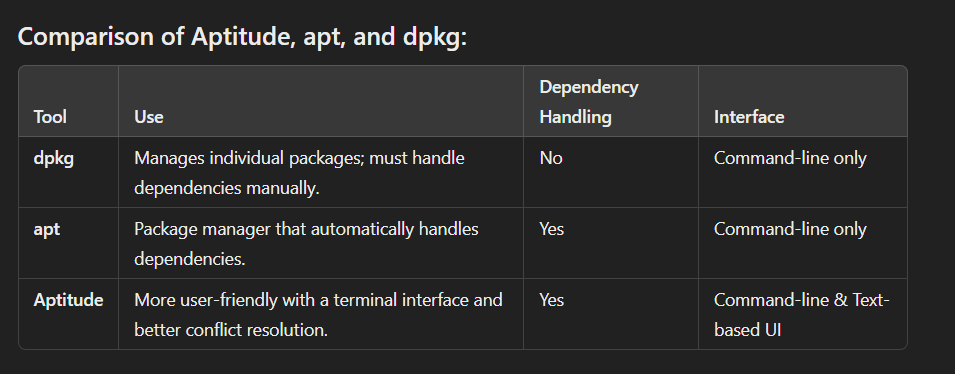 Comparison of Aptitude, apt, and dpkg:
Dependency
Tool Use Handling Interface
dpkg Manages individual packages; must handle No Command-line only
dependencies manually.
apt Package manager that automatically handles Yes Command-line only
dependencies.
Aptitude More user-friendly with a terminal interface and Yes Command-line & Text-
better conflict resolution. based UI